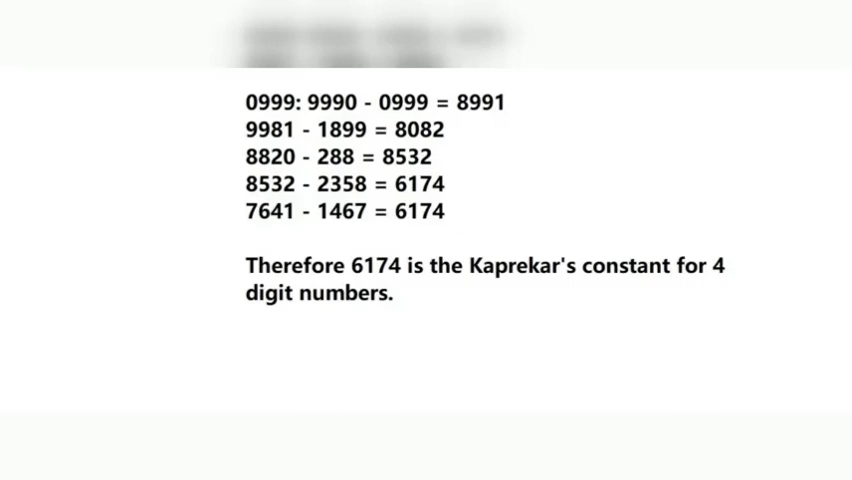 0999: 9990 - 0999 = 8991
9981 - 1899 = 8082
8820 - 288 = 8532
8532 - 2358 = 6174
7641 - 1467 = 6174
Therefore 6174 is the Kaprekar's constant for 4
digit numbers.